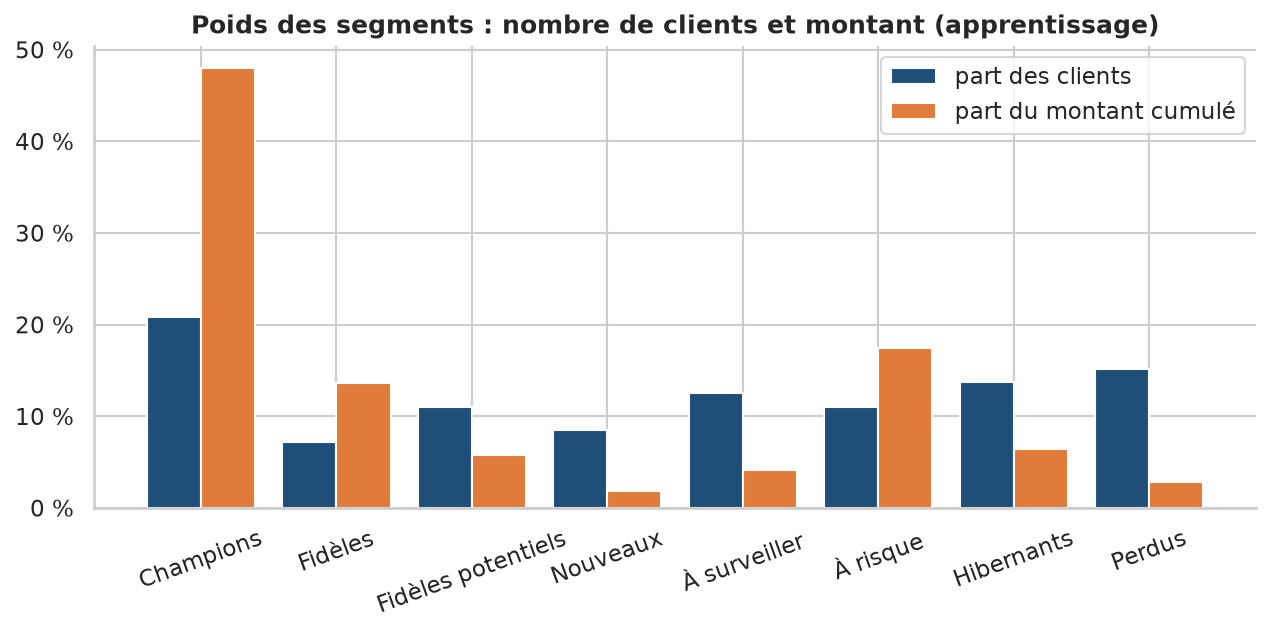 Poids des segments : nombre de clients et montant (apprentissage)
50 %
40 %
30 %
20 %
10 %
0 %
part des clients
part du montant cumulé
Champions
Fidèles
Fidèles potentiels
Nouveaux
À surveiller
À risque
Hibernants
Perdus